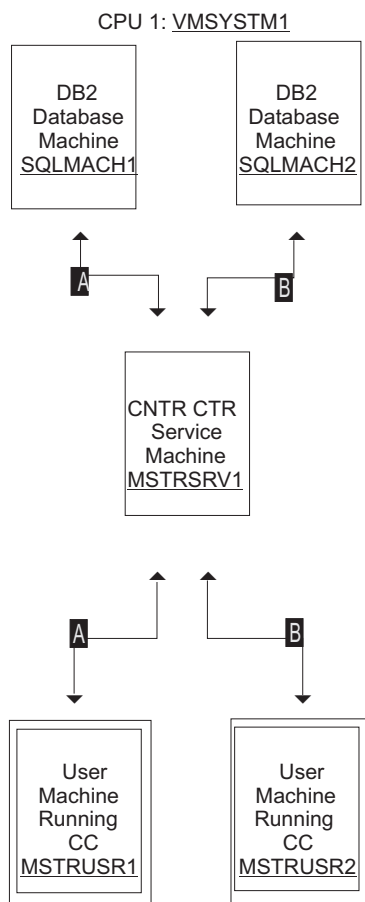 CPU 1: VMSYSTM1
DB2
Database
Machine
SQLMACH1
DB2
Database
Machine
SQLMACH2
A
B
CNTR CTR
Service
Machine
MSTRSRV1
A
B
User
Machine
Running
CC
MSTRUSR1
User
Machine
Running
CC
MSTRUSR2